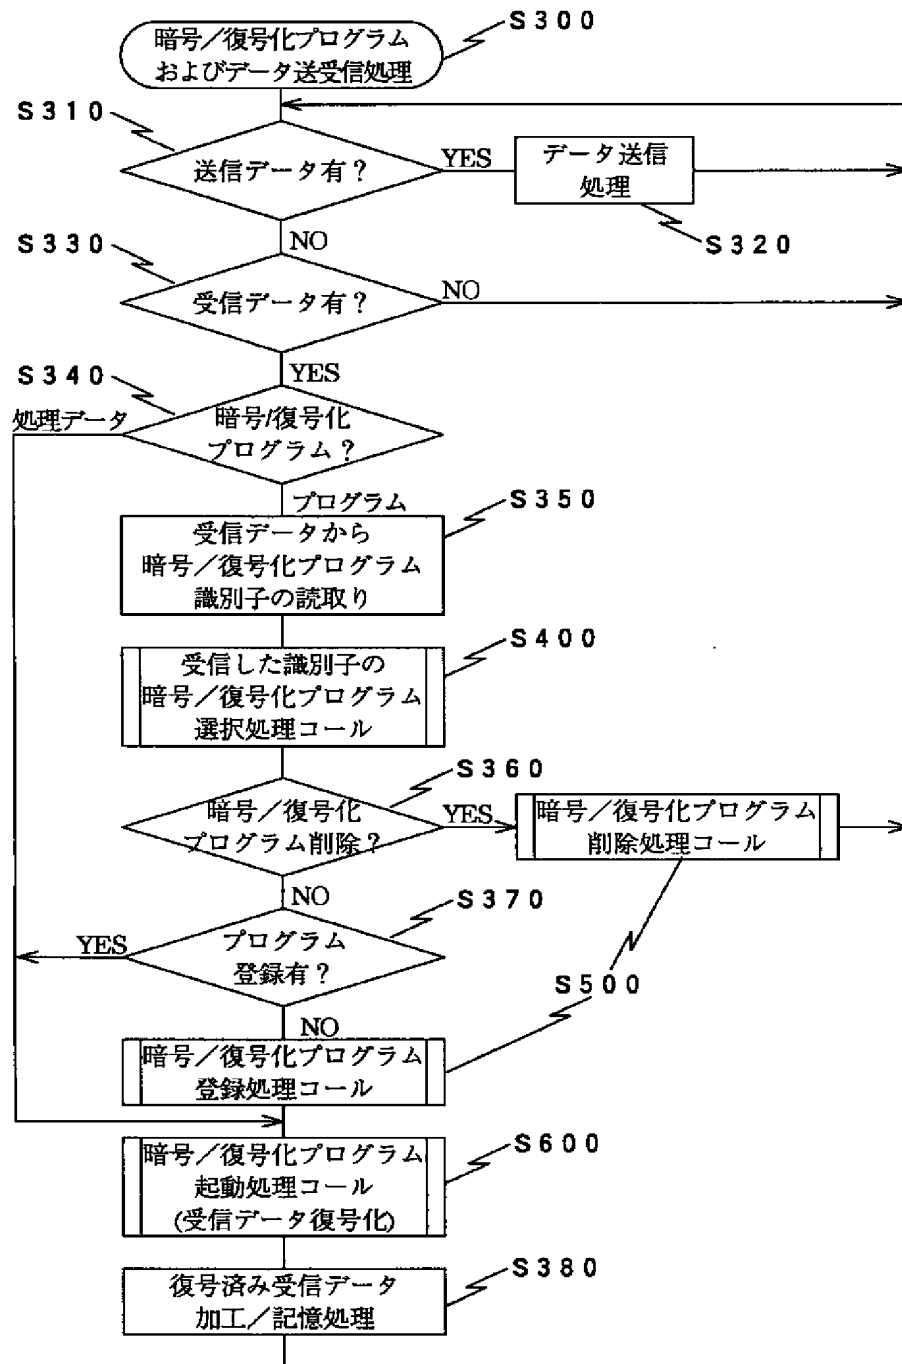 S300
暗号／復号化プログラム
およびデータ送受信処理
S310
送信データ有？
YES
データ送信
処理
S320
NO
S330
受信データ有？
NO
YES
S340
処理データ
暗号/復号化
プログラム？
プログラム
S350
受信データから
暗号／復号化プログラム
識別子の読取り
S400
受信した識別子の
暗号／復号化プログラム
選択処理コール
S360
暗号／復号化
プログラム削除？
YES
暗号／復号化プログラム
削除処理コール
NO
S370
プログラム
登録有？
YES
S500
NO
暗号／復号化プログラム
登録処理コール
S600
暗号／復号化プログラム
起動処理コール
(受信データ復号化)
S380
復号済み受信データ
加工／記憶処理